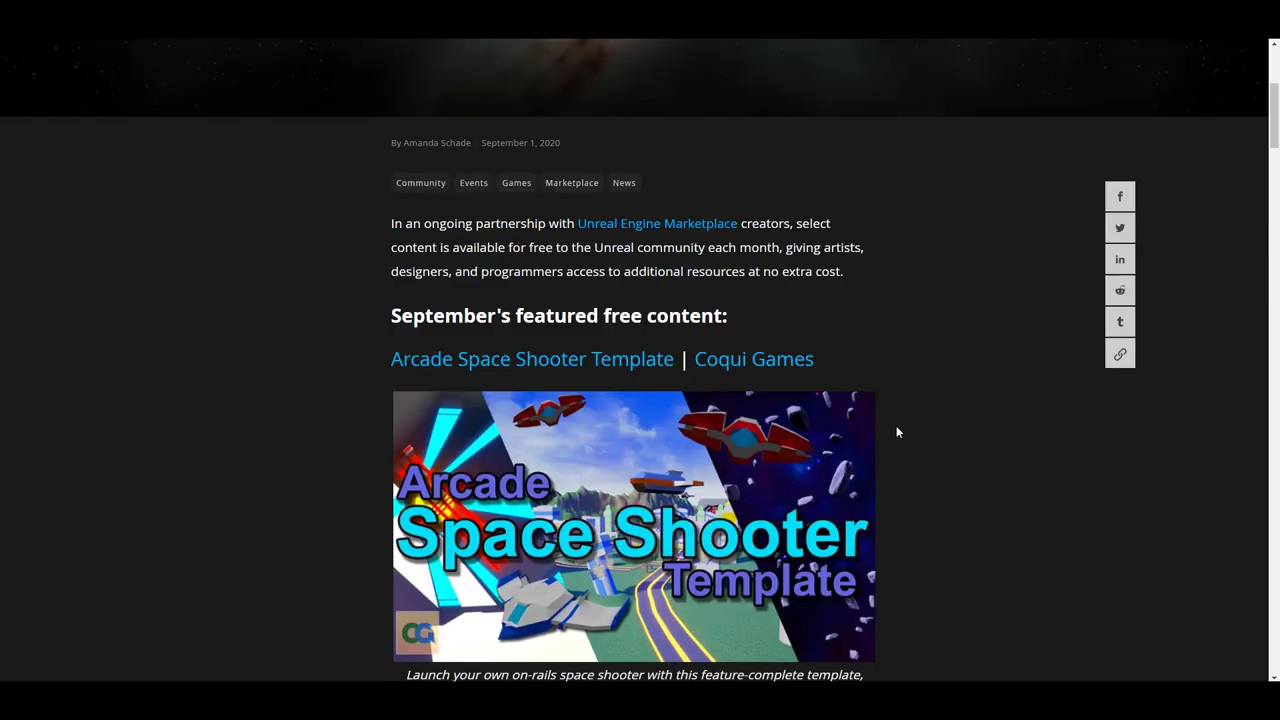 By Amanda Schade September 1, 2020
Community Events Games Marketplace News
In an ongoing partnership with Unreal Engine Marketplace creators, select
content is available for free to the Unreal community each month, giving artists,
designers, and programmers access to additional resources at no extra cost.
September's featured free content:
Arcade Space Shooter Template | Coqui Games
Arcade
Space Shooter
Template
CG
Launch your own on-rails space shooter with this feature-complete template,